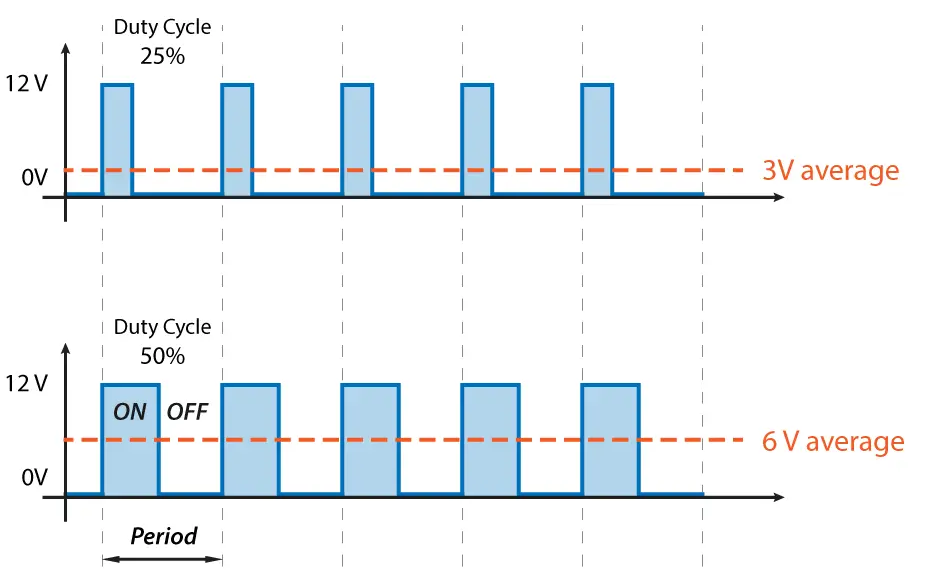 Duty Cycle
25%
12 V
0V
3V average
Duty Cycle
50%
12 V
ON OFF
6 V average
0V
Period